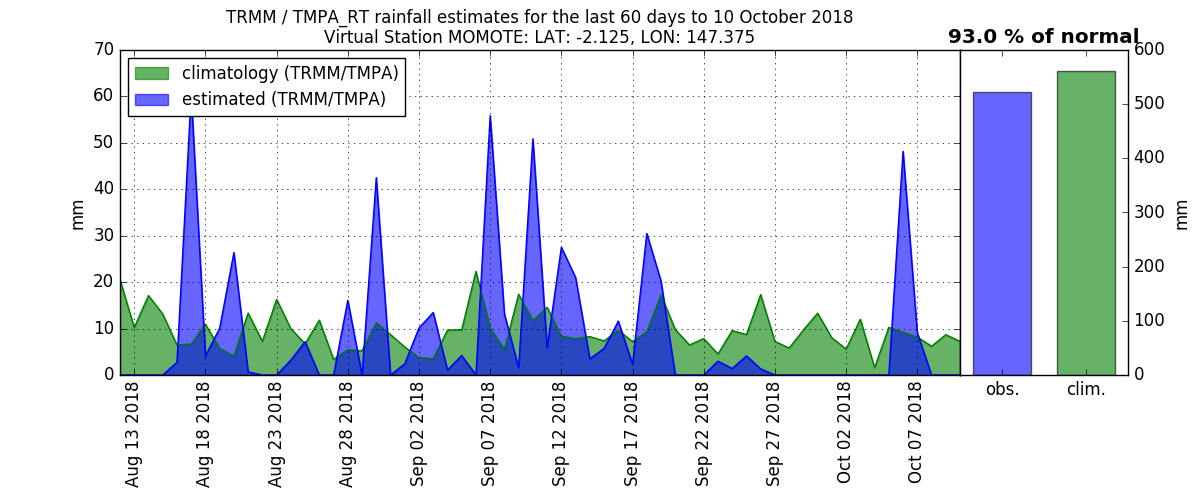 TRMM / TMPA_RT rainfall estimates for the last 60 days to 10 October 2018
Virtual Station MOMOTE: LAT: -2.125, LON: 147.375
93.0 % of normal
climatology (TRMM/TMPA)
estimated (TRMM/TMPA)
70
60
50
40
30
20
10
0
mm
Aug 13 2018
Aug 18 2018
Aug 23 2018
Aug 28 2018
Sep 02 2018
Sep 07 2018
Sep 12 2018
Sep 17 2018
Sep 22 2018
Sep 27 2018
Oct 02 2018
Oct 07 2018
obs.
clim.
600
500
400
300
200
100
0
mm